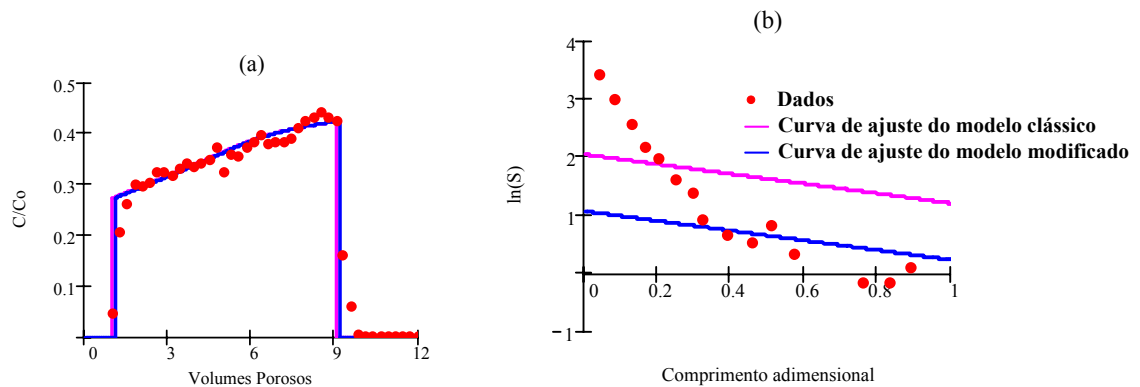 (a)
0.5
0.4
0.3
0.2
0.1
C/Co
0 3 6 9 12
Volumes Porosos
(b)
4
3
2
1
−1
ln(S)
0 0.2 0.4 0.6 0.8 1
Comprimento adimensional
Dados
Curva de ajuste do modelo clássico
Curva de ajuste do modelo modificado